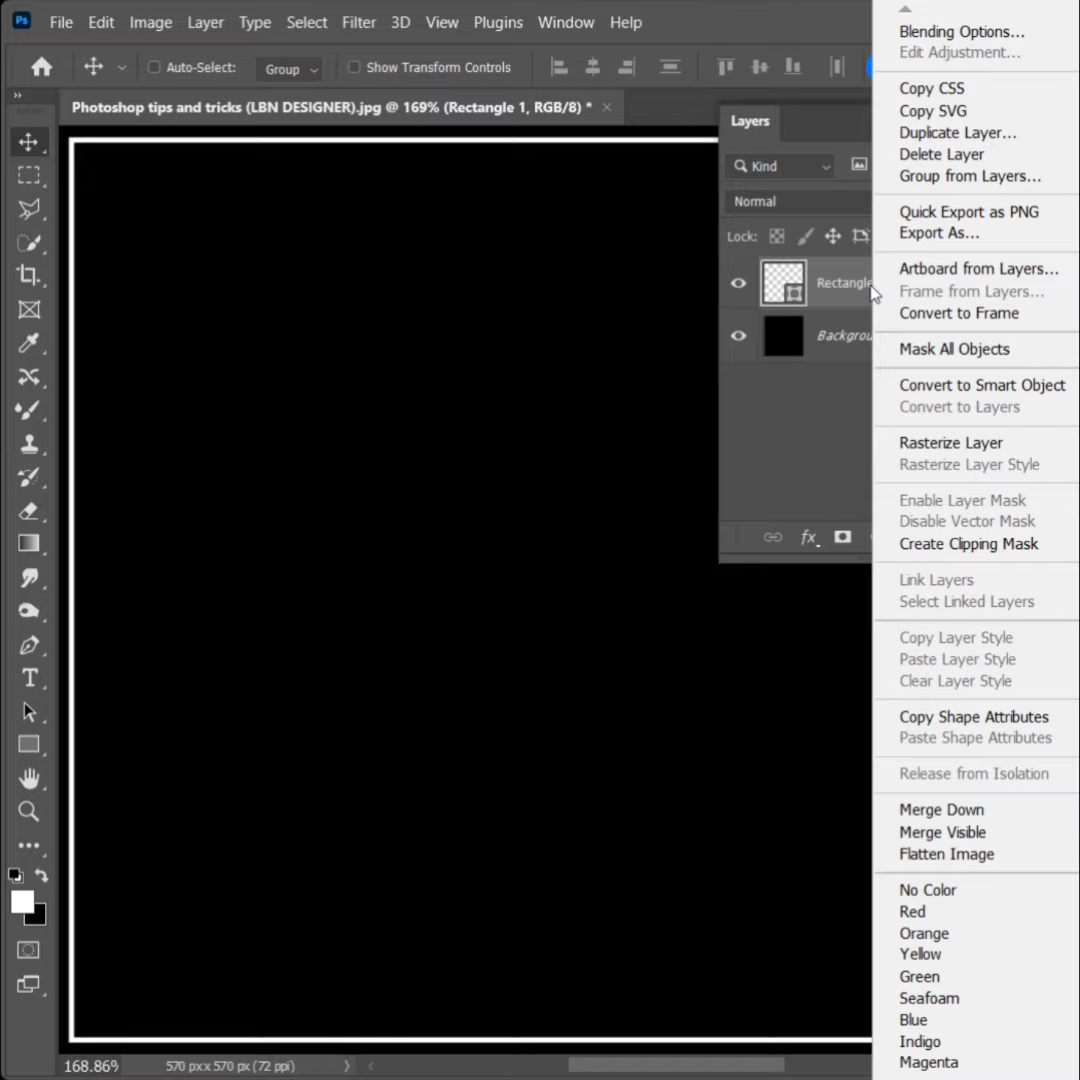 Ps File Edit Image Layer Type Select Filter 3D View Plugins Window Help
Auto-Select: Group Show Transform Controls
Photoshop tips and tricks (LBN DESIGNER).jpg @ 169% (Rectangle 1, RGB/8) * ×
Layers
Kind
Normal
Lock:
Rectangle
Backgrou
fx
T
168.86% 570 px x 570 px (72 ppi)
Blending Options...
Edit Adjustment...
Copy CSS
Copy SVG
Duplicate Layer...
Delete Layer
Group from Layers...
Quick Export as PNG
Export As...
Artboard from Layers...
Frame from Layers...
Convert to Frame
Mask All Objects
Convert to Smart Object
Convert to Layers
Rasterize Layer
Rasterize Layer Style
Enable Layer Mask
Disable Vector Mask
Create Clipping Mask
Link Layers
Select Linked Layers
Copy Layer Style
Paste Layer Style
Clear Layer Style
Copy Shape Attributes
Paste Shape Attributes
Release from Isolation
Merge Down
Merge Visible
Flatten Image
No Color
Red
Orange
Yellow
Green
Seafoam
Blue
Indigo
Magenta